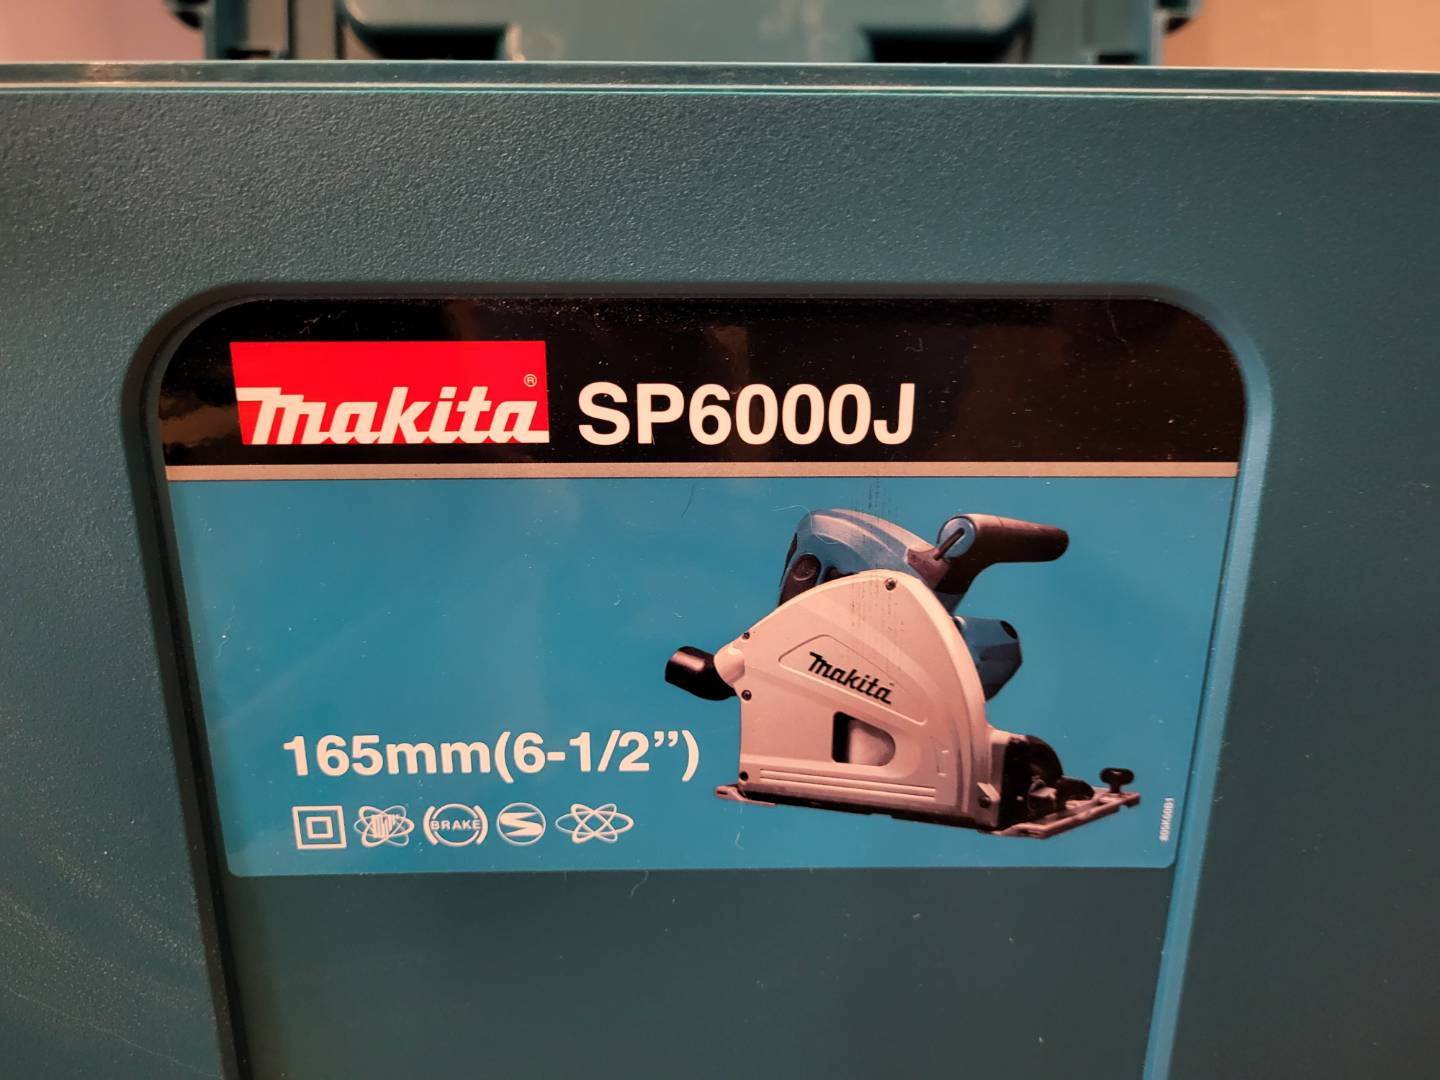 makita® SP6000J
makita
165mm(6-1/2”)
BRAKE